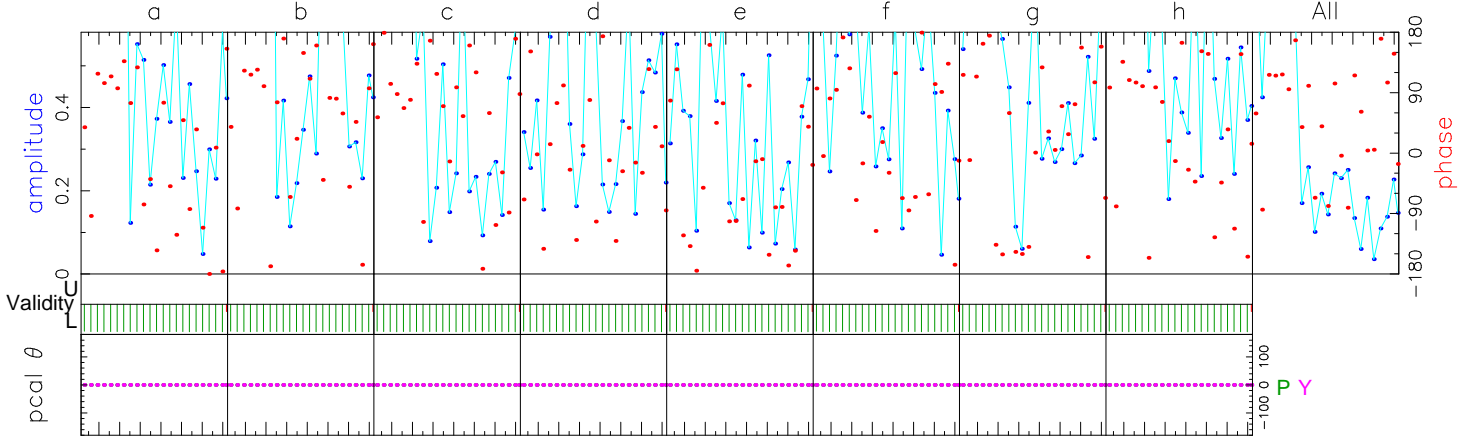 a b c d e f g h All
amplitude
0.4
0.2
0
180
90
0
−90
−180
phase
Validity
U
L
pcal θ
100
0
−100
P Y